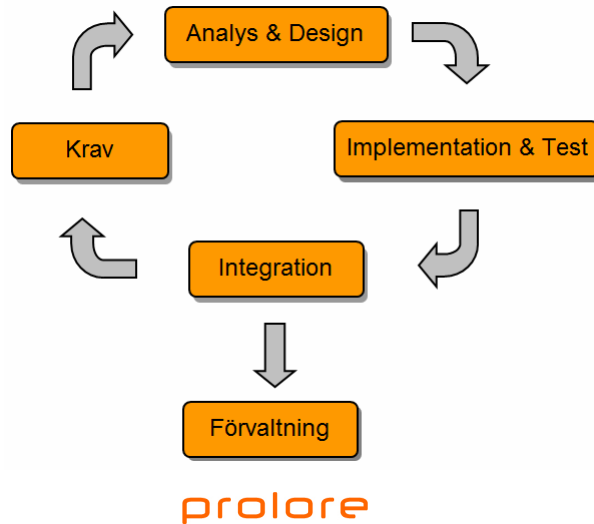 Analys & Design
Krav
Implementation & Test
Integration
Förvaltning
prolore